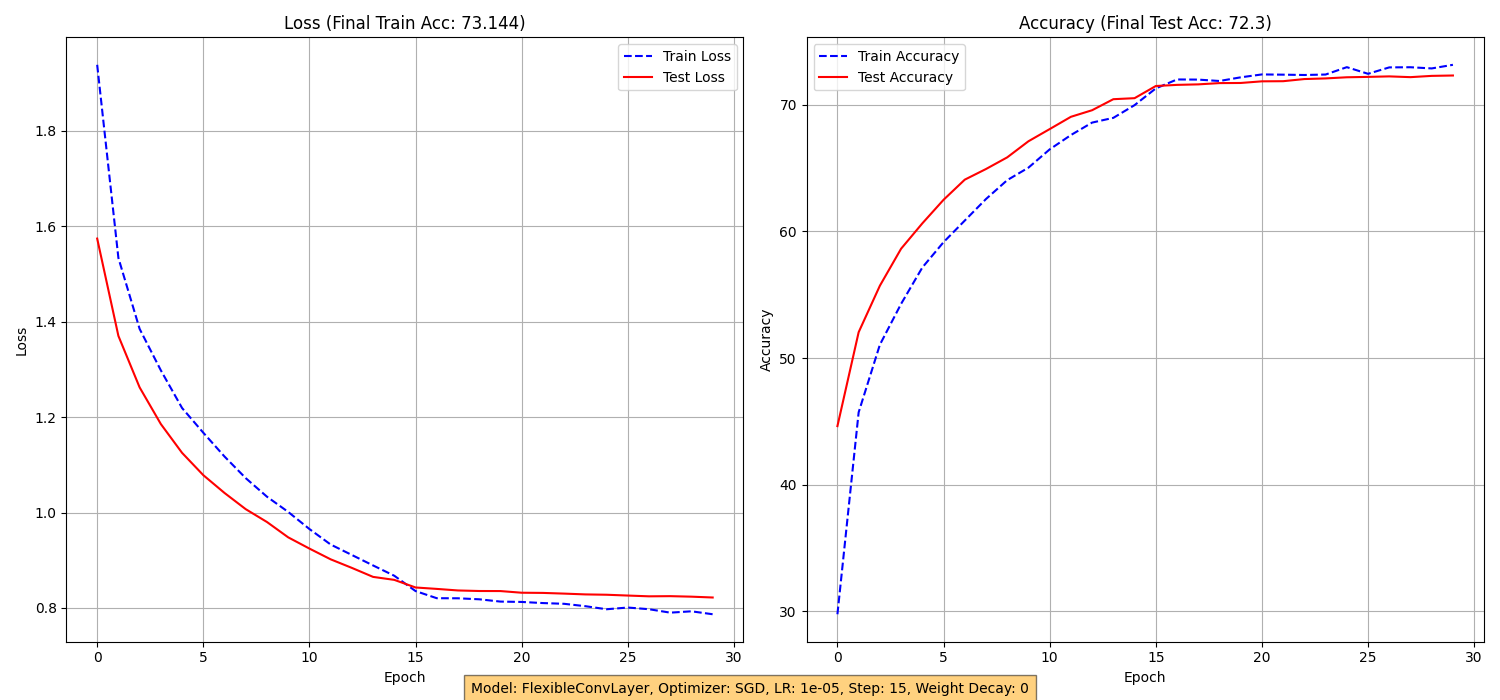 Loss (Final Train Acc: 73.144)
Train Loss
Test Loss
1.8
1.6
1.4
1.2
1.0
0.8
Loss
0
5
10
15
20
25
30
Epoch
Accuracy (Final Test Acc: 72.3)
Train Accuracy
Test Accuracy
70
60
50
40
30
Accuracy
0
5
10
15
20
25
30
Epoch
Model: FlexibleConvLayer, Optimizer: SGD, LR: 1e-05, Step: 15, Weight Decay: 0